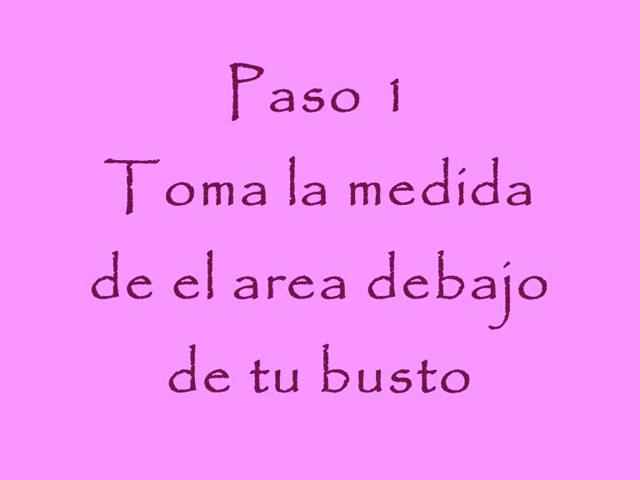 Paso 1
Toma la medida
de el area debajo
de tu busto